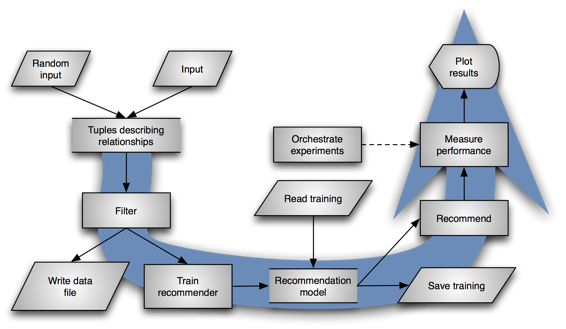 Random
input
Input
Plot
results
Tuples describing
relationships
Orchestrate
experiments
Measure
performance
Filter
Read training
Recommend
Write data
file
Train
recommender
Recommendation
model
Save training